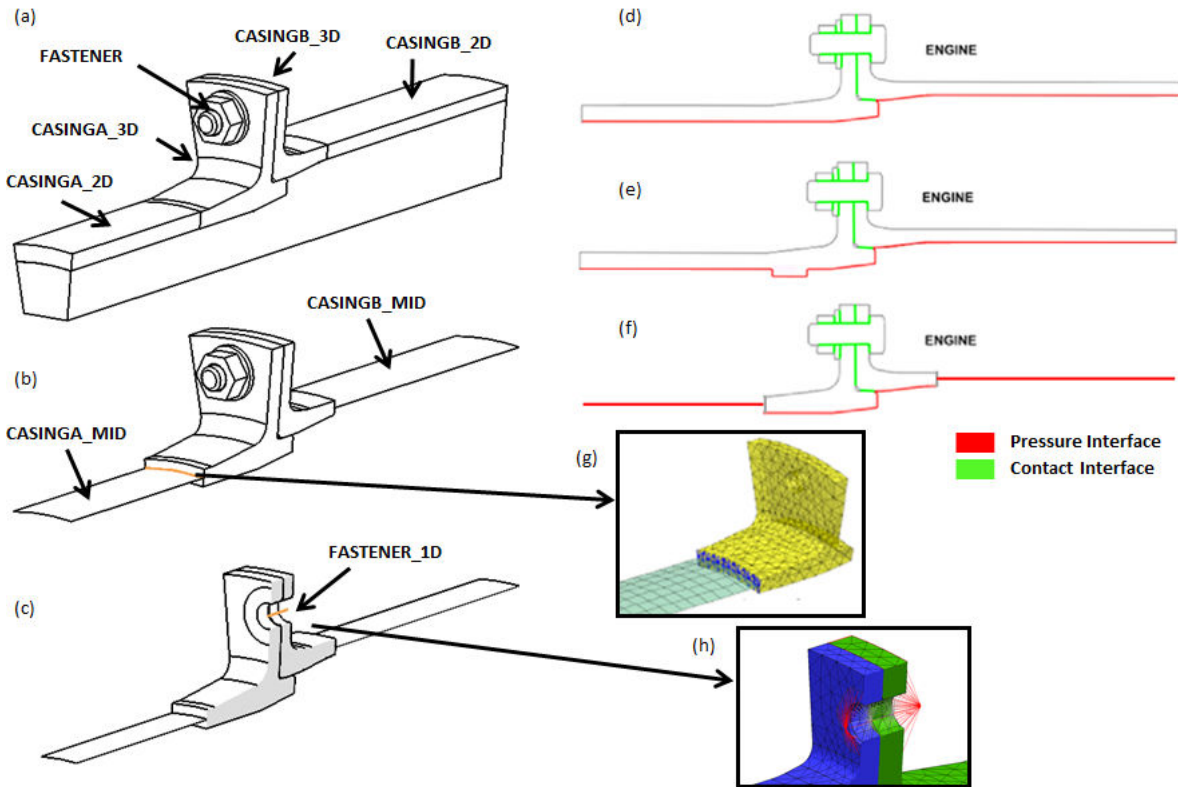 (a)
CASINGB_3D
CASINGB_2D
FASTENER
CASINGA_3D
CASINGA_2D
(b)
CASINGB_MID
CASINGA_MID
(c)
FASTENER_1D
(d)
ENGINE
(e)
ENGINE
(f)
ENGINE
Pressure Interface
Contact Interface
(g)
(h)